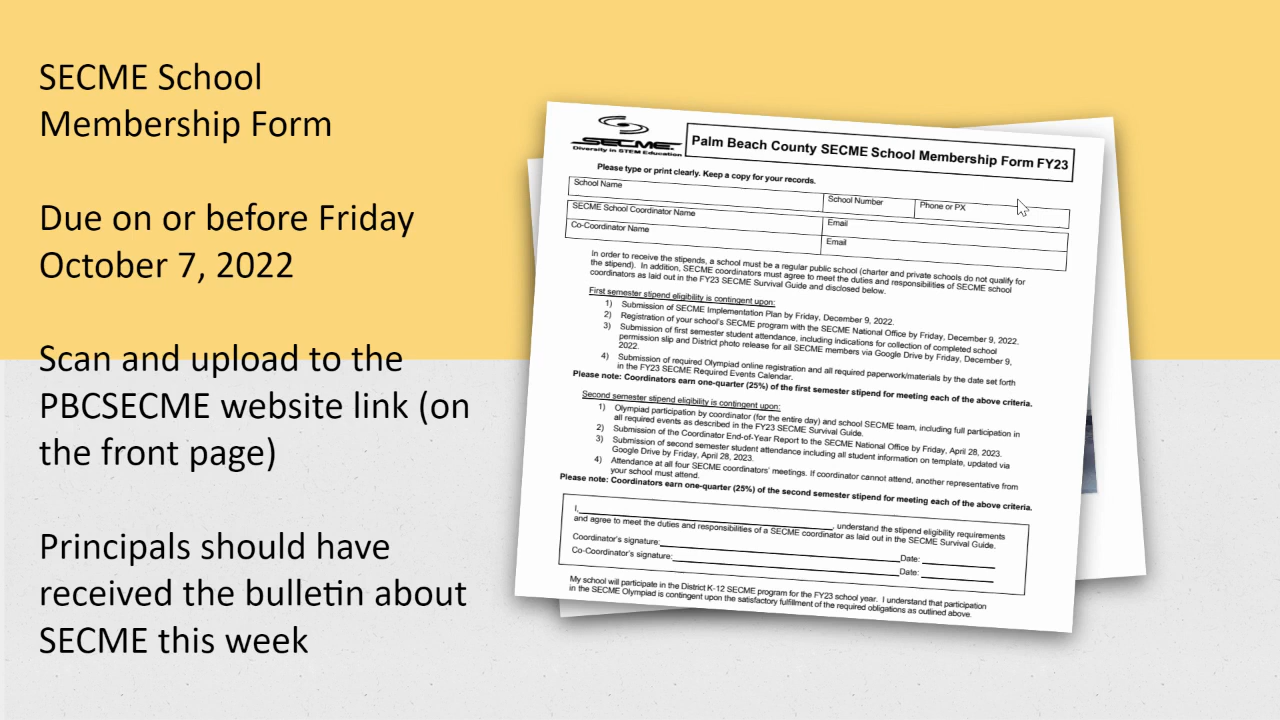 SECME School
Membership Form
Due on or before Friday
October 7, 2022
Scan and upload to the
PBCSECME website link (on
the front page)
Principals should have
received the bulletin about
SECME this week
SECME
Diversity in STEM Education
Palm Beach County SECME School Membership Form FY23
Please type or print clearly. Keep a copy for your records.
School Name
School Number
Phone or PX
SECME School Coordinator Name
Email
Co-Coordinator Name
Email
In order to receive the stipends, a school must be a regular public school (charter and private schools do not qualify for
the stipend). In addition, SECME coordinators must agree to meet the duties and responsibilities of SECME school
coordinators as laid out in the FY23 SECME Survival Guide and disclosed below.
First semester stipend eligibility is contingent upon:
1) Submission of SECME Implementation Plan by Friday, December 9, 2022.
2) Registration of your school's SECME program with the SECME National Office by Friday, December 9, 2022.
3) Submission of first semester student attendance, including indications for collection of completed school
permission slip and District photo release for all SECME members via Google Drive by Friday, December 9,
2022.
4) Submission of required Olympiad online registration and all required paperwork/materials by the date set forth
in the FY23 SECME Required Events Calendar.
Please note: Coordinators earn one-quarter (25%) of the first semester stipend for meeting each of the above criteria.
Second semester stipend eligibility is contingent upon:
1) Olympiad participation by coordinator (for the entire day) and school SECME team, including full participation in
all required events as described in the FY23 SECME Survival Guide.
2) Submission of the Coordinator End-of-Year Report to the SECME National Office by Friday, April 28, 2023.
3) Submission of second semester student attendance including all student information on template, updated via
Google Drive by Friday, April 28, 2023.
4) Attendance at all four SECME coordinators' meetings. If coordinator cannot attend, another representative from
your school must attend.
Please note: Coordinators earn one-quarter (25%) of the second semester stipend for meeting each of the above criteria.
I, , understand the stipend eligibility requirements
and agree to meet the duties and responsibilities of a SECME coordinator as laid out in the SECME Survival Guide.
Coordinator's signature: Date:
Co-Coordinator's signature: Date:
My school will participate in the District K-12 SECME program for the FY23 school year. I understand that participation
in the SECME Olympiad is contingent upon the satisfactory fulfillment of the required obligations as outlined above.